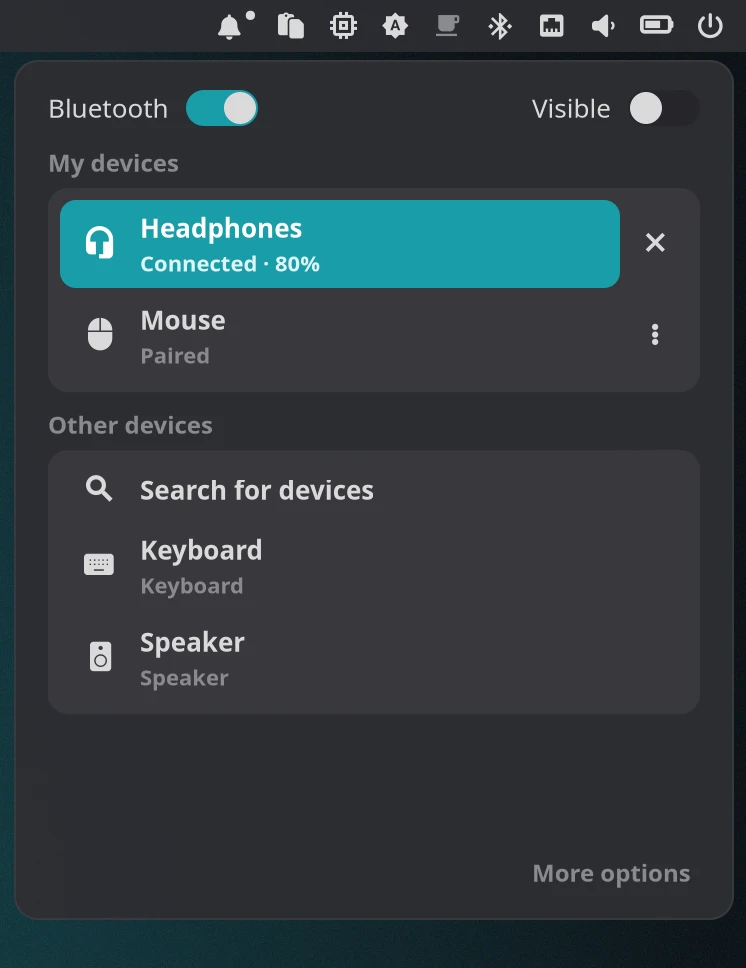 A
Bluetooth
Visible
My devices
Headphones
Connected · 80%
Mouse
Paired
Other devices
Search for devices
Keyboard
Keyboard
Speaker
Speaker
More options